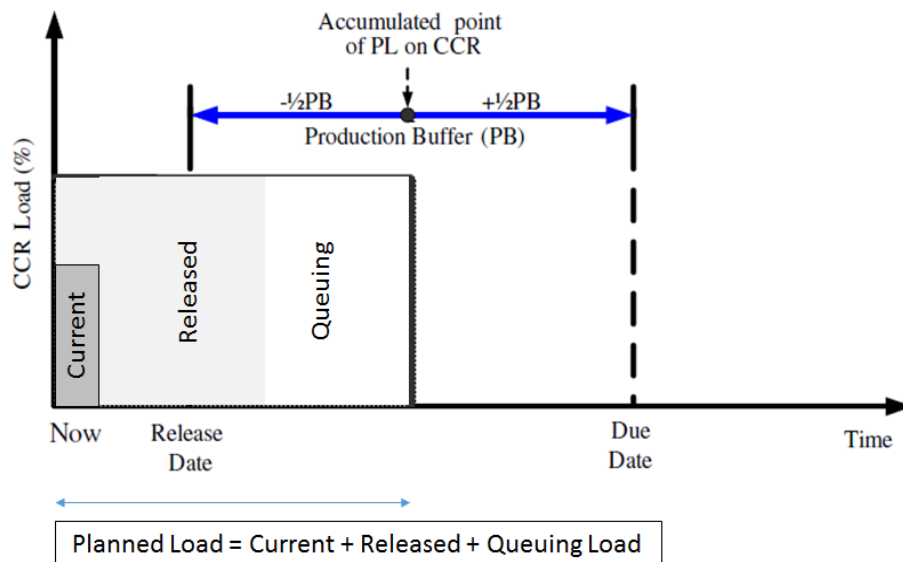 Accumulated point
of PL on CCR
-½PB
+½PB
Production Buffer (PB)
CCR Load (%)
Current
Released
Queuing
Now
Release
Date
Due
Date
Time
Planned Load = Current + Released + Queuing Load